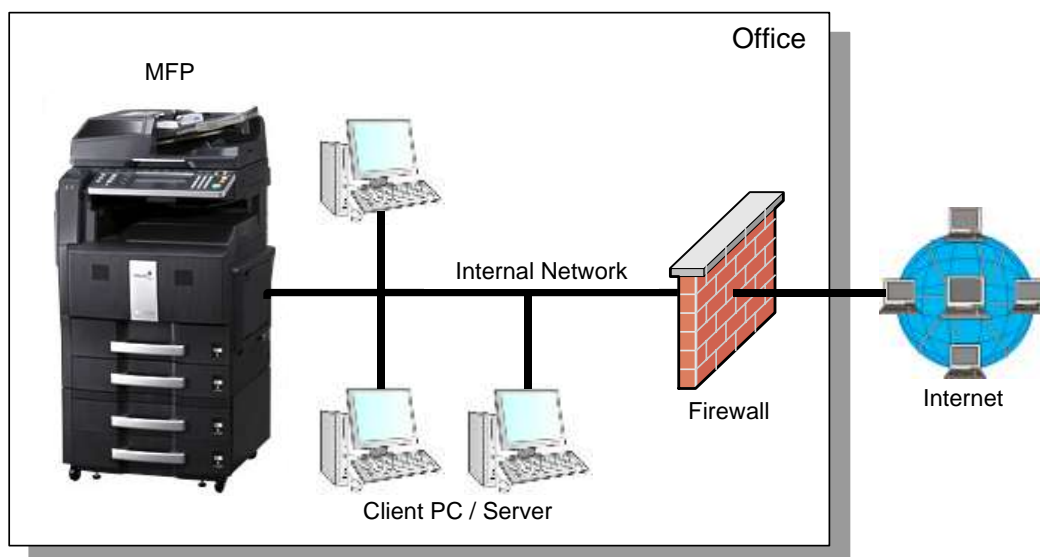 Office
MFP
Internal Network
Firewall
Internet
Client PC / Server